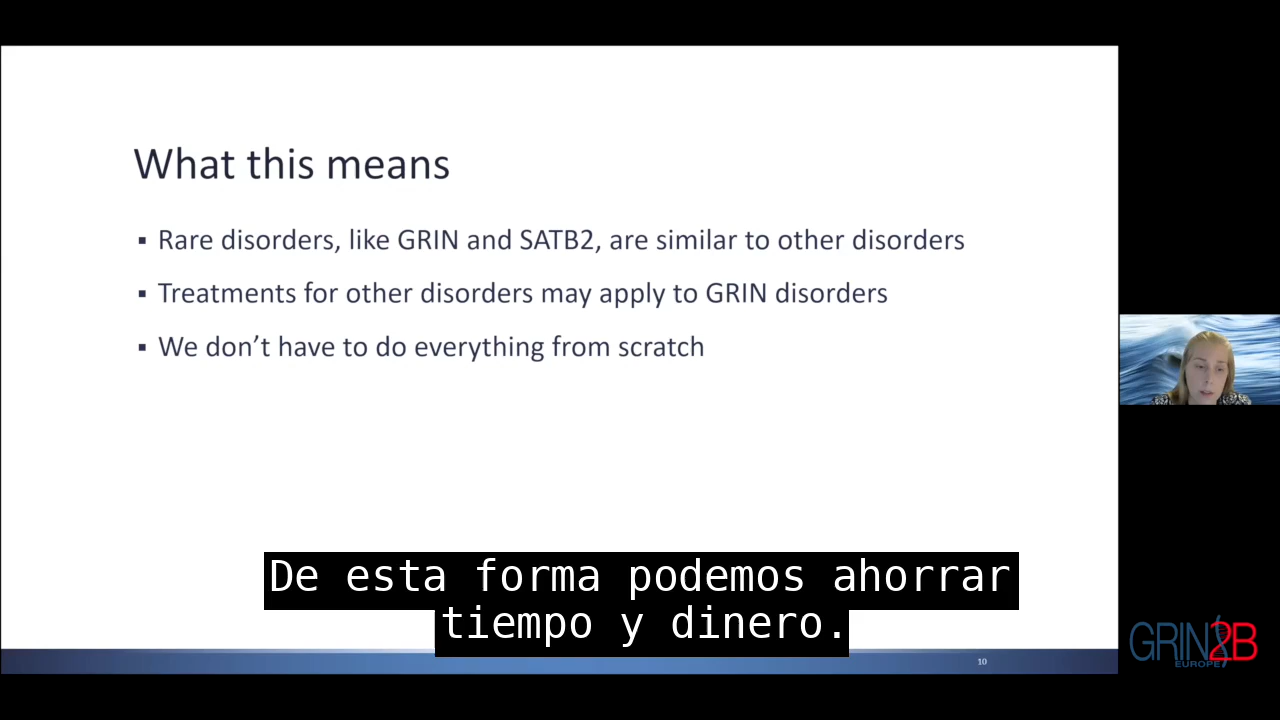 What this means
▪ Rare disorders, like GRIN and SATB2, are similar to other disorders
▪ Treatments for other disorders may apply to GRIN disorders
▪ We don’t have to do everything from scratch
De esta forma podemos ahorrar
tiempo y dinero.
10
GRIN2B
EUROPE